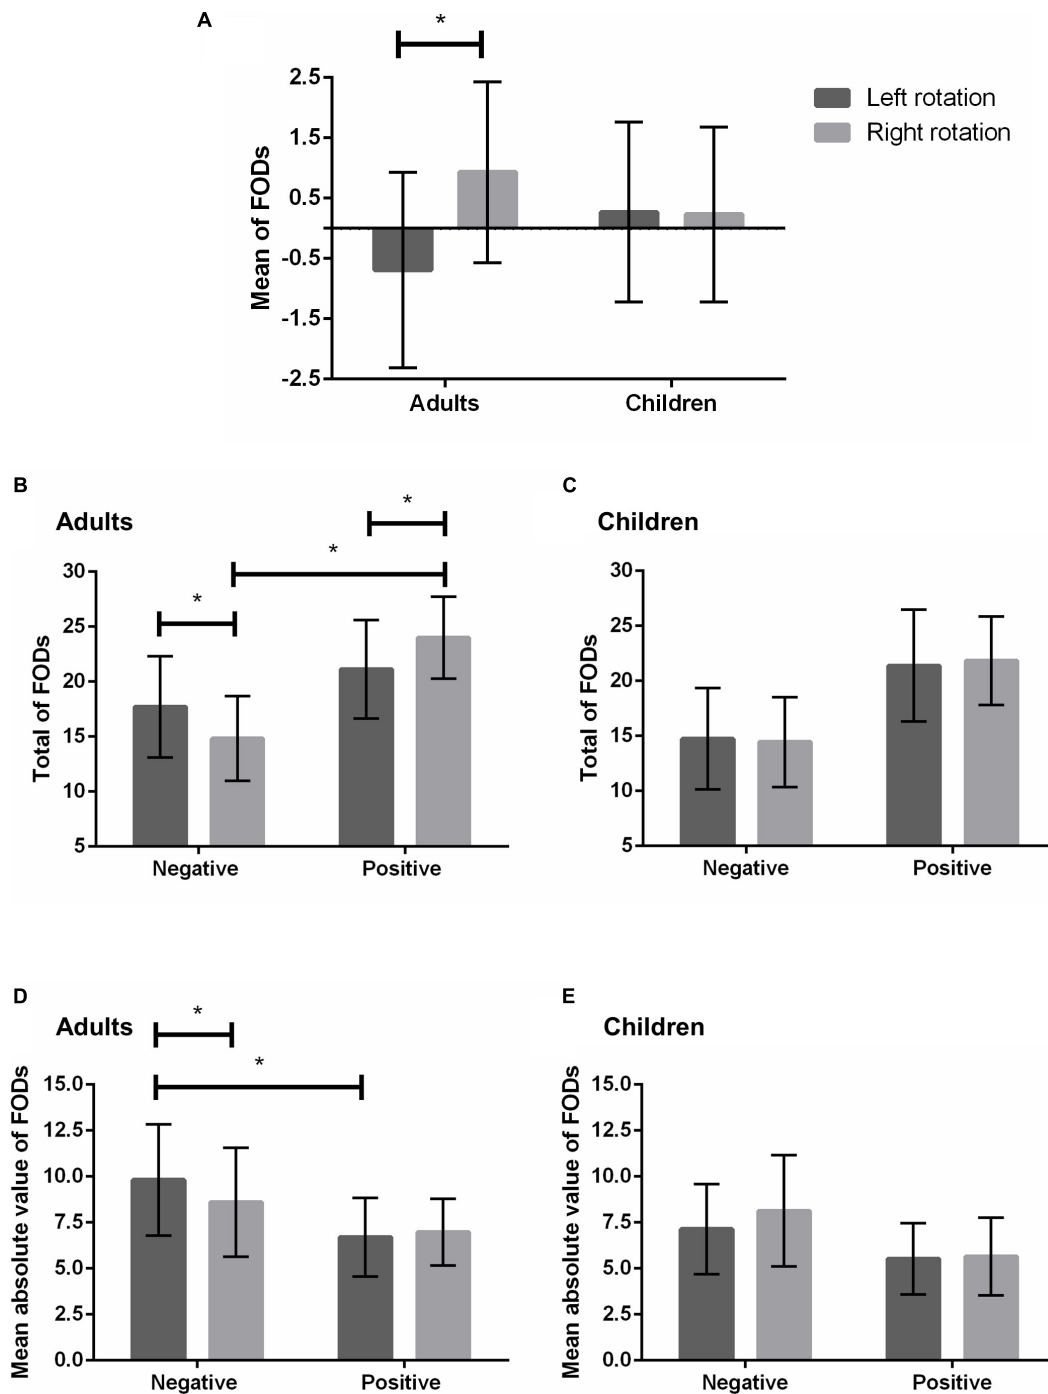 A
*
2.5
1.5
0.5
-0.5
-1.5
-2.5
Mean of FODs
Adults
Children
Left rotation
Right rotation
B
Adults
*
*
*
30
25
20
15
10
5
Total of FODs
Negative
Positive
C
Children
30
25
20
15
10
5
Total of FODs
Negative
Positive
D
Adults
*
*
15.0
12.5
10.0
7.5
5.0
2.5
0.0
Mean absolute value of FODs
Negative
Positive
E
Children
15.0
12.5
10.0
7.5
5.0
2.5
0.0
Mean absolute value of FODs
Negative
Positive